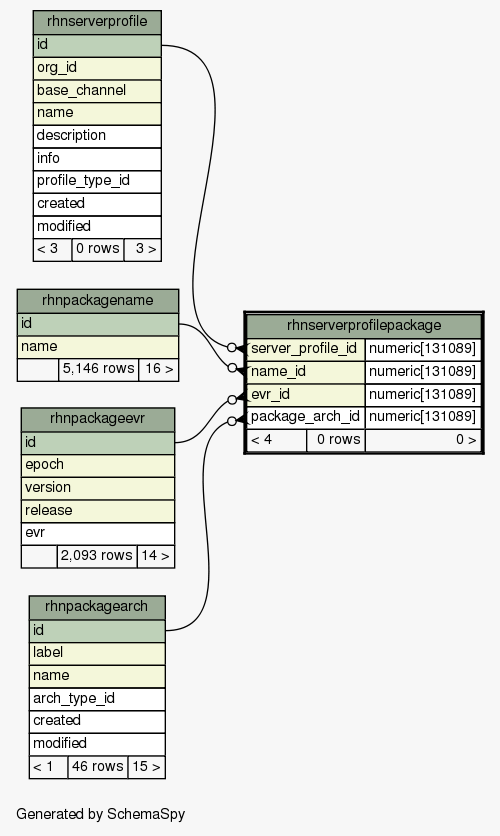 rhnserverprofile
id
org_id
base_channel
name
description
info
profile_type_id
created
modified
< 3 0 rows 3 >
rhnpackagename
id
name
5,146 rows 16 >
rhnpackageevr
id
epoch
version
release
evr
2,093 rows 14 >
rhnpackagearch
id
label
name
arch_type_id
created
modified
< 1 46 rows 15 >
rhnserverprofilepackage
server_profile_id numeric[131089]
name_id numeric[131089]
evr_id numeric[131089]
package_arch_id numeric[131089]
< 4 0 rows 0 >
Generated by SchemaSpy